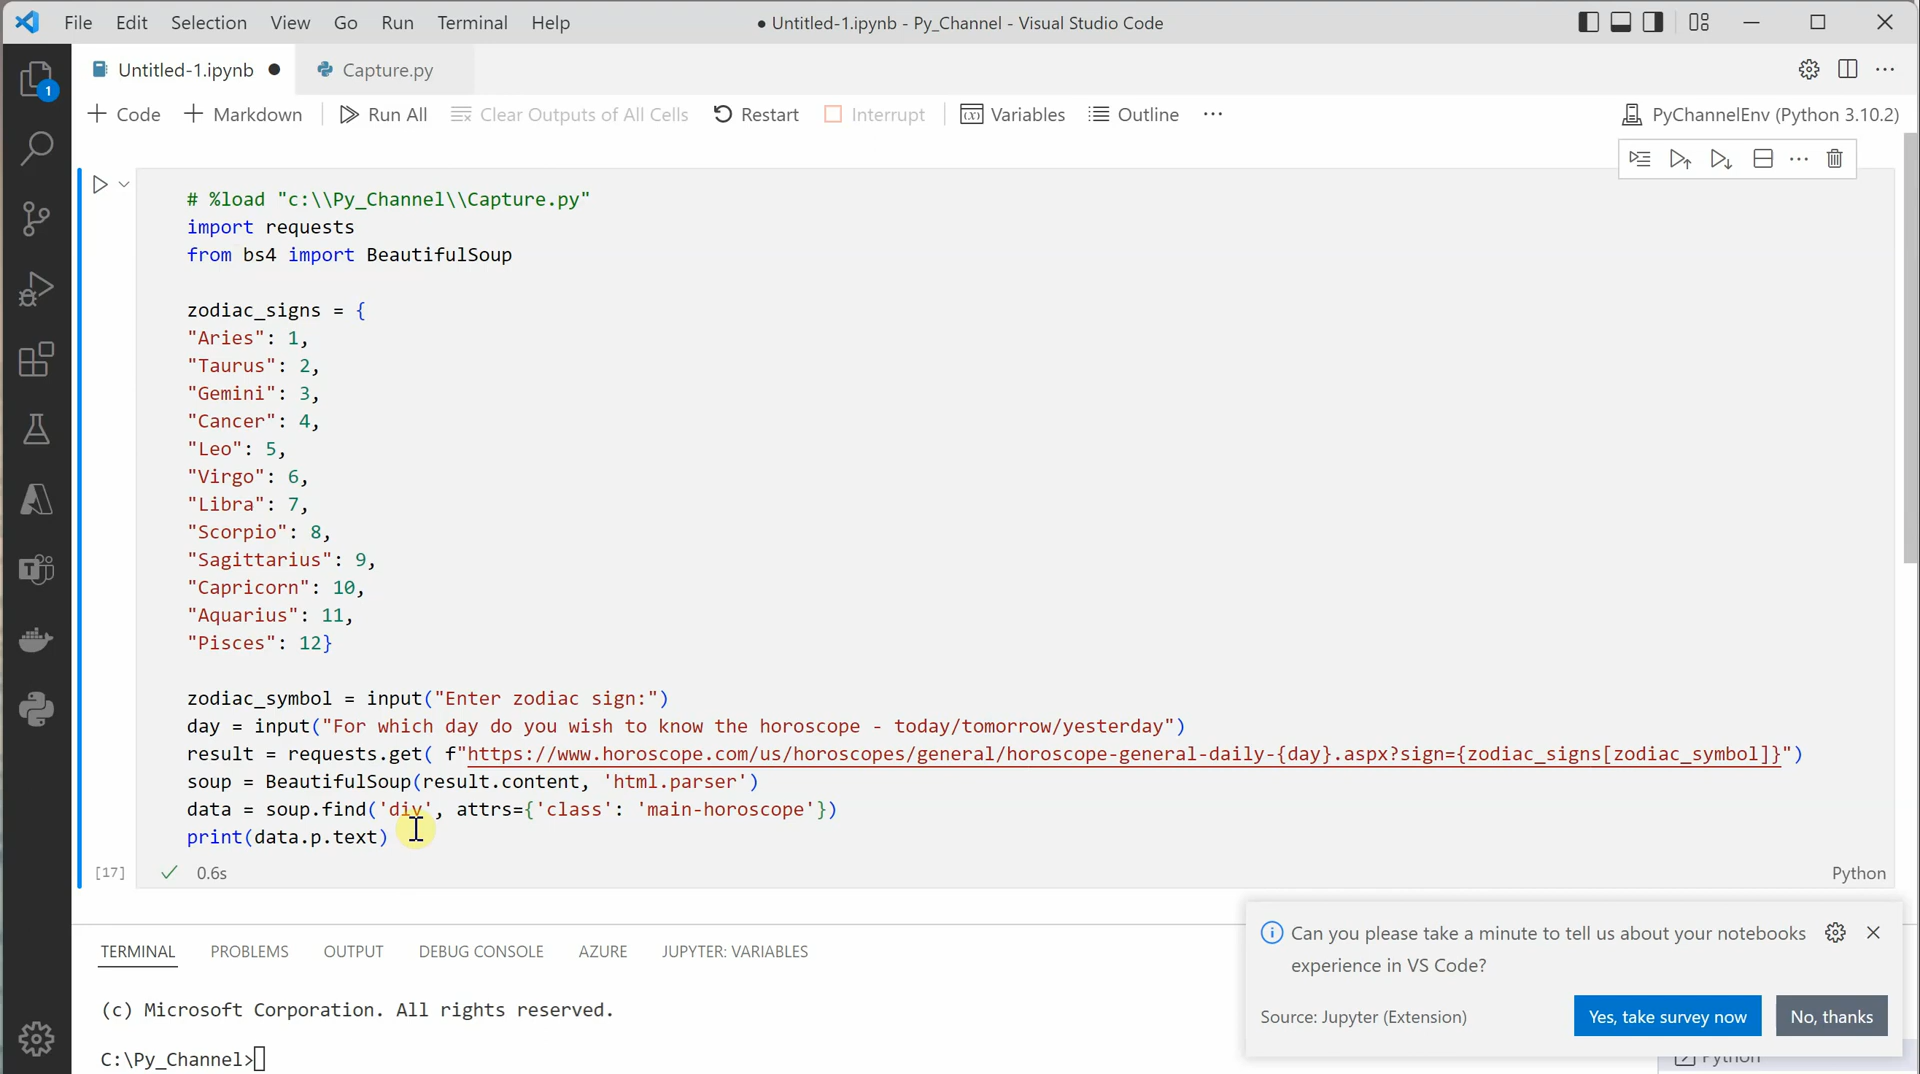 File Edit Selection View Go Run Terminal Help
● Untitled-1.ipynb - Py_Channel - Visual Studio Code
1
Untitled-1.ipynb ●
Capture.py
+ Code + Markdown Run All Clear Outputs of All Cells Restart Interrupt (x) Variables Outline ···
PyChannelEnv (Python 3.10.2)
# %load "c:\\Py_Channel\\Capture.py"
import requests
from bs4 import BeautifulSoup
zodiac_signs = {
"Aries": 1,
"Taurus": 2,
"Gemini": 3,
"Cancer": 4,
"Leo": 5,
"Virgo": 6,
"Libra": 7,
"Scorpio": 8,
"Sagittarius": 9,
"Capricorn": 10,
"Aquarius": 11,
"Pisces": 12}
zodiac_symbol = input("Enter zodiac sign:")
day = input("For which day do you wish to know the horoscope - today/tomorrow/yesterday")
result = requests.get( f"https://www.horoscope.com/us/horoscopes/general/horoscope-general-daily-{day}.aspx?sign={zodiac_signs[zodiac_symbol]}")
soup = BeautifulSoup(result.content, 'html.parser')
data = soup.find('div', attrs={'class': 'main-horoscope'})
print(data.p.text)
[17] ✓ 0.6s
Python
TERMINAL PROBLEMS OUTPUT DEBUG CONSOLE AZURE JUPYTER: VARIABLES
(c) Microsoft Corporation. All rights reserved.
C:\Py_Channel>
Can you please take a minute to tell us about your notebooks
experience in VS Code?
Source: Jupyter (Extension)
Yes, take survey now
No, thanks
Python